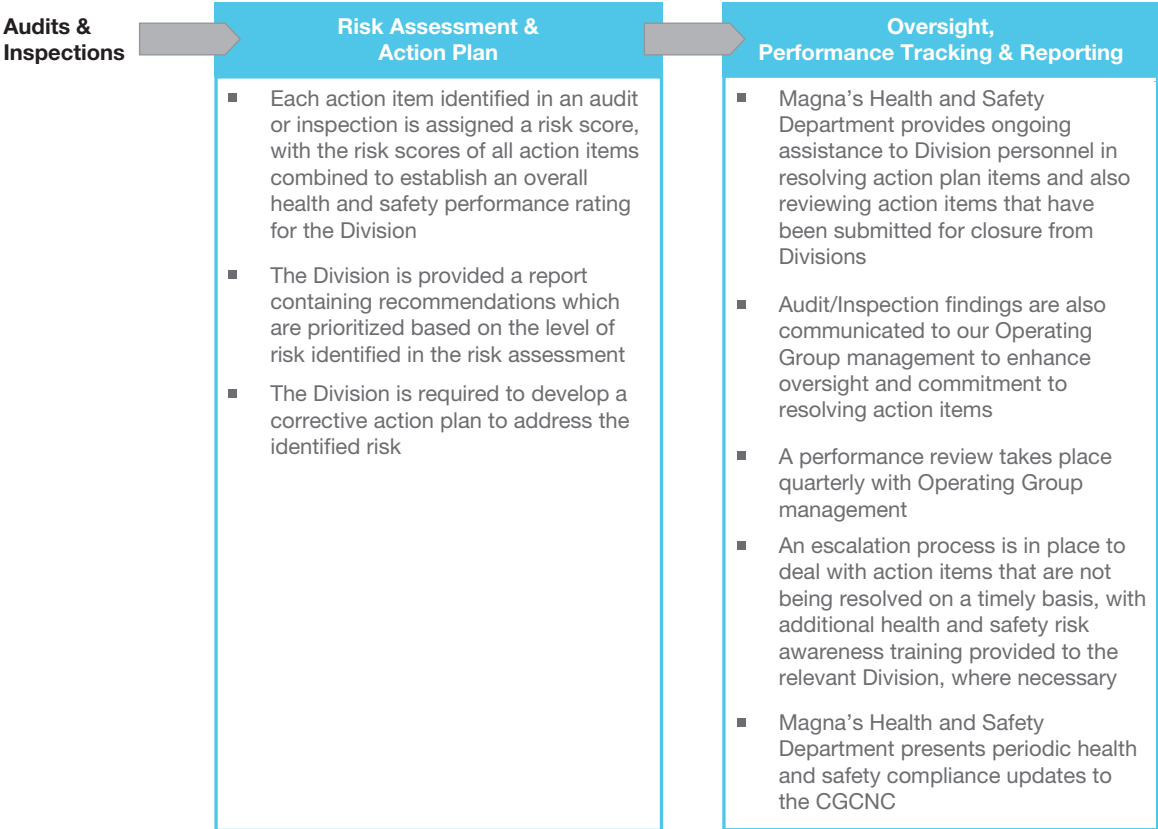 Audits &
Inspections
Risk Assessment &
Action Plan
■ Each action item identified in an audit
or inspection is assigned a risk score,
with the risk scores of all action items
combined to establish an overall
health and safety performance rating
for the Division
■ The Division is provided a report
containing recommendations which
are prioritized based on the level of
risk identified in the risk assessment
■ The Division is required to develop a
corrective action plan to address the
identified risk
Oversight,
Performance Tracking & Reporting
■ Magna's Health and Safety
Department provides ongoing
assistance to Division personnel in
resolving action plan items and also
reviewing action items that have
been submitted for closure from
Divisions
■ Audit/Inspection findings are also
communicated to our Operating
Group management to enhance
oversight and commitment to
resolving action items
■ A performance review takes place
quarterly with Operating Group
management
■ An escalation process is in place to
deal with action items that are not
being resolved on a timely basis, with
additional health and safety risk
awareness training provided to the
relevant Division, where necessary
■ Magna's Health and Safety
Department presents periodic health
and safety compliance updates to
the CGCNC